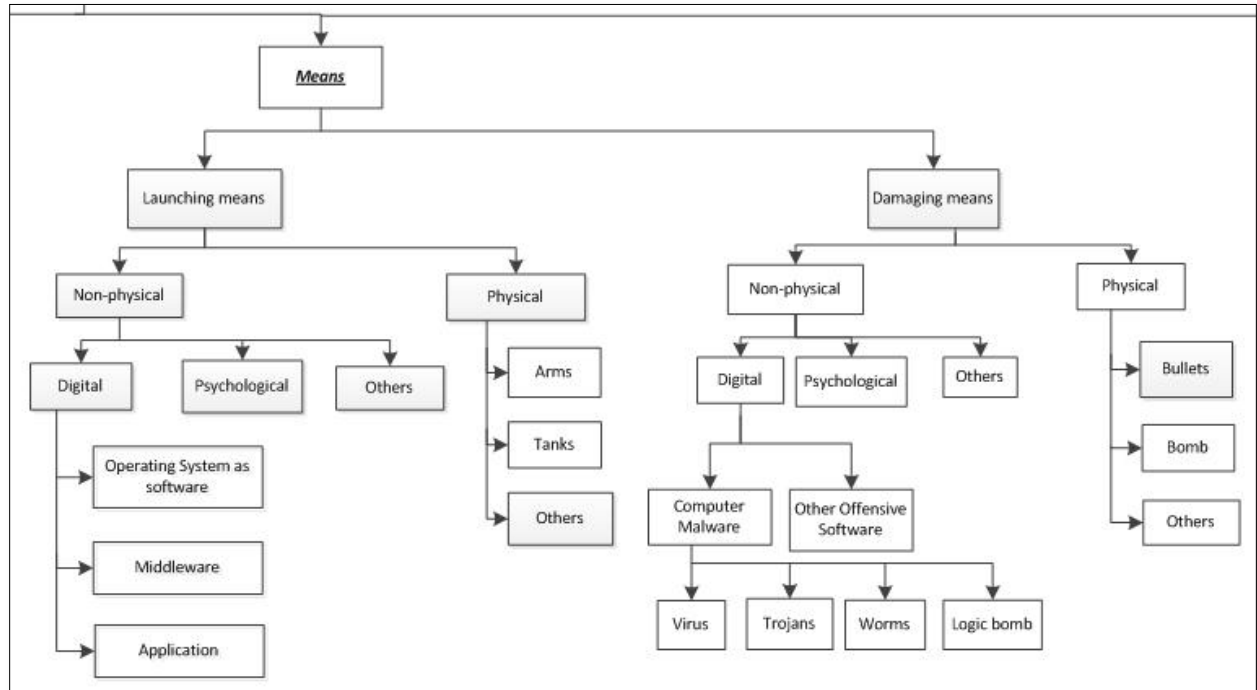 Means
Launching means
Damaging means
Non-physical
Physical
Non-physical
Physical
Digital
Psychological
Others
Arms
Tanks
Others
Digital
Psychological
Others
Bullets
Bomb
Others
Operating System as
software
Middleware
Application
Computer
Malware
Other Offensive
Software
Virus
Trojans
Worms
Logic bomb